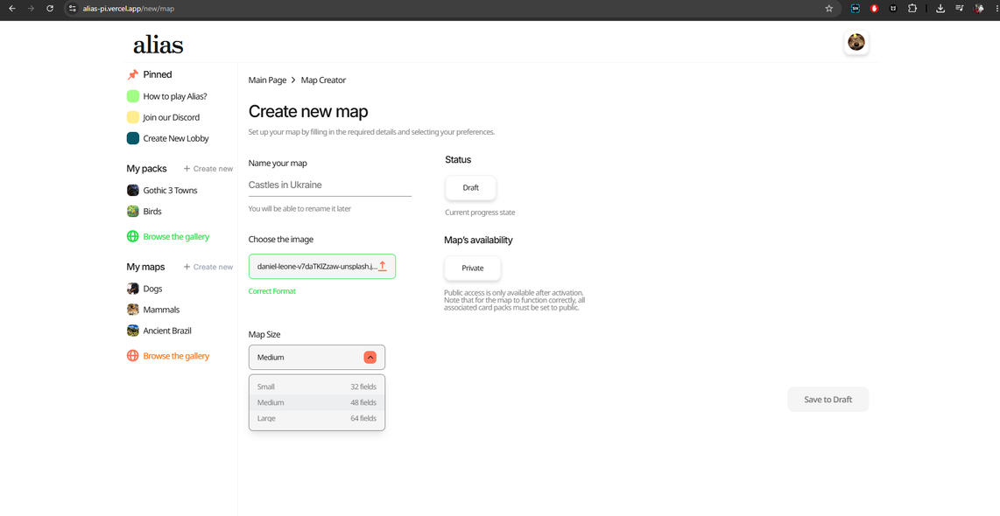 alias-pi.vercel.app/new/map
alias
Pinned
How to play Alias?
Join our Discord
Create New Lobby
My packs
+ Create new
Gothic 3 Towns
Birds
Browse the gallery
My maps
+ Create new
Dogs
Mammals
Ancient Brazil
Browse the gallery
Main Page > Map Creator
Create new map
Set up your map by filling in the required details and selecting your preferences.
Name your map
Castles in Ukraine
You will be able to rename it later
Choose the image
daniel-leone-v7daTKlZzaw-unsplash.j...
Correct Format
Map Size
Medium
Small 32 fields
Medium 48 fields
Large 64 fields
Status
Draft
Current progress state
Map's availability
Private
Public access is only available after activation.
Note that for the map to function correctly, all
associated card packs must be set to public.
Save to Draft